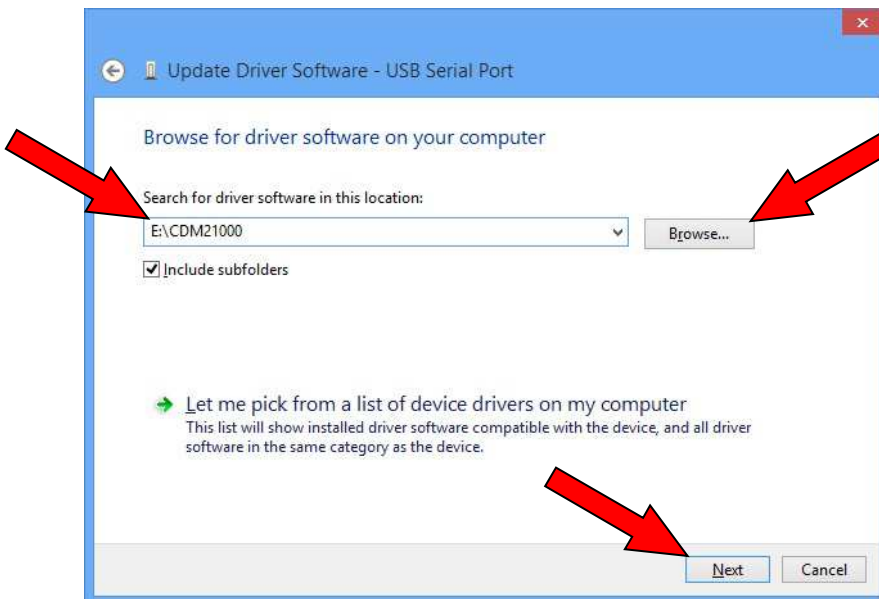 Update Driver Software - USB Serial Port
Browse for driver software on your computer
Search for driver software in this location:
E:\CDM21000
Browse...
Include subfolders
Let me pick from a list of device drivers on my computer
This list will show installed driver software compatible with the device, and all driver
software in the same category as the device.
Next
Cancel